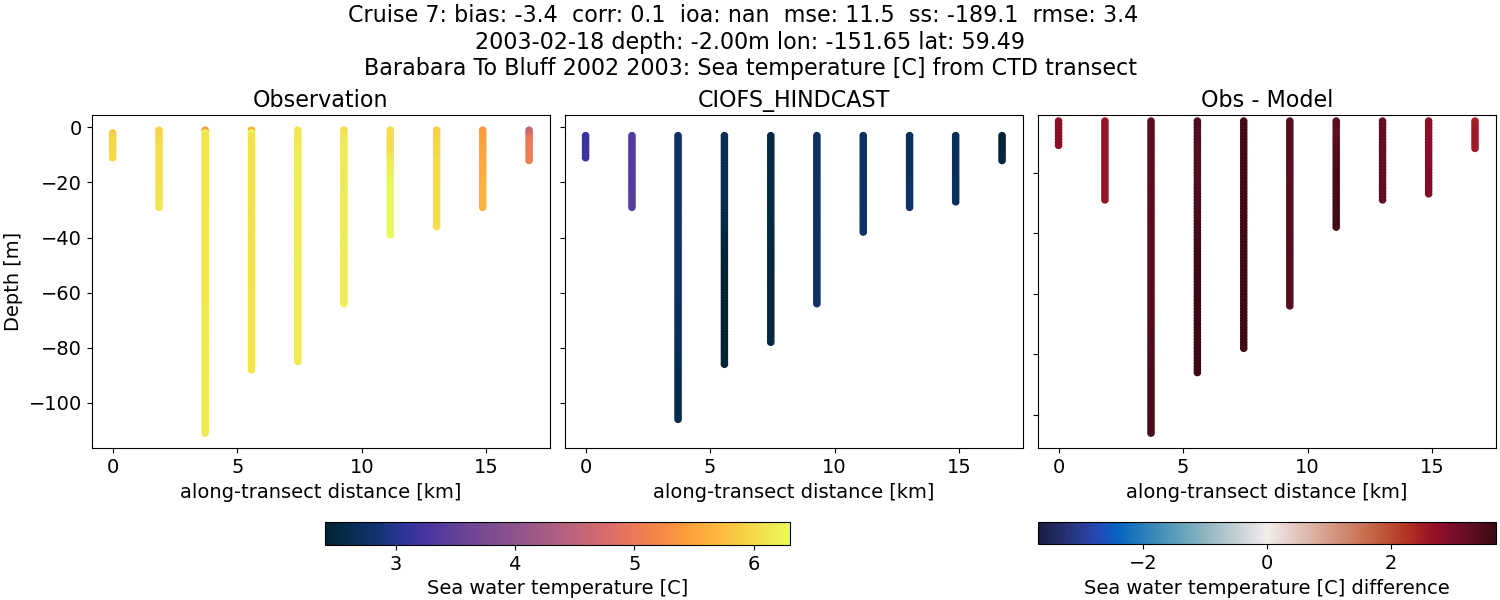 Cruise 7: bias: -3.4  corr: 0.1  ioa: nan  mse: 11.5  ss: -189.1  rmse: 3.4
2003-02-18 depth: -2.00m lon: -151.65 lat: 59.49
Barabara To Bluff 2002 2003: Sea temperature [C] from CTD transect
Observation
CIOFS_HINDCAST
Obs - Model
Depth [m]
0
−20
−40
−60
−80
−100
0 5 10 15
0 5 10 15
0 5 10 15
along-transect distance [km]
along-transect distance [km]
along-transect distance [km]
3 4 5 6
Sea water temperature [C]
−2 0 2
Sea water temperature [C] difference